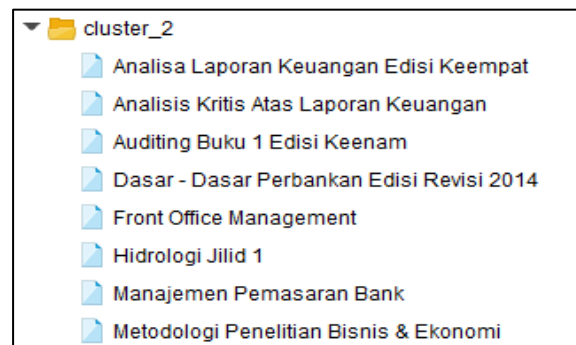 cluster_2
Analisa Laporan Keuangan Edisi Keempat
Analisis Kritis Atas Laporan Keuangan
Auditing Buku 1 Edisi Keenam
Dasar - Dasar Perbankan Edisi Revisi 2014
Front Office Management
Hidrologi Jilid 1
Manajemen Pemasaran Bank
Metodologi Penelitian Bisnis & Ekonomi